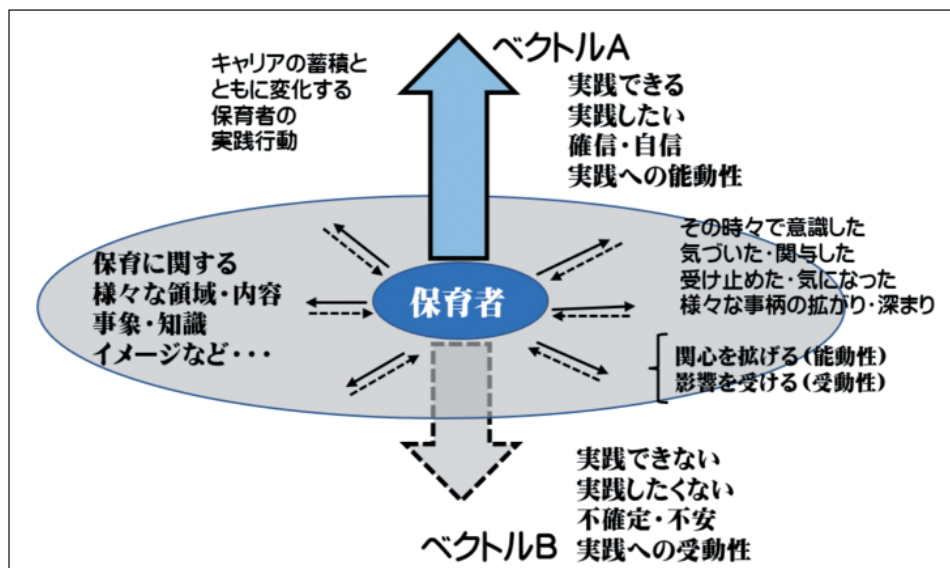 キャリアの蓄積と
ともに変化する
保育者の
実践行動
ベクトルA
実践できる
実践したい
確信・自信
実践への能動性
保育に関する
様々な領域・内容
事象・知識
イメージなど・・・
保育者
その時々で意識した
気づいた・関与した
受け止めた・気になった
様々な事柄の拡がり・深まり
関心を拡げる(能動性)
影響を受ける(受動性)
ベクトルB
実践できない
実践したくない
不確定・不安
実践への受動性